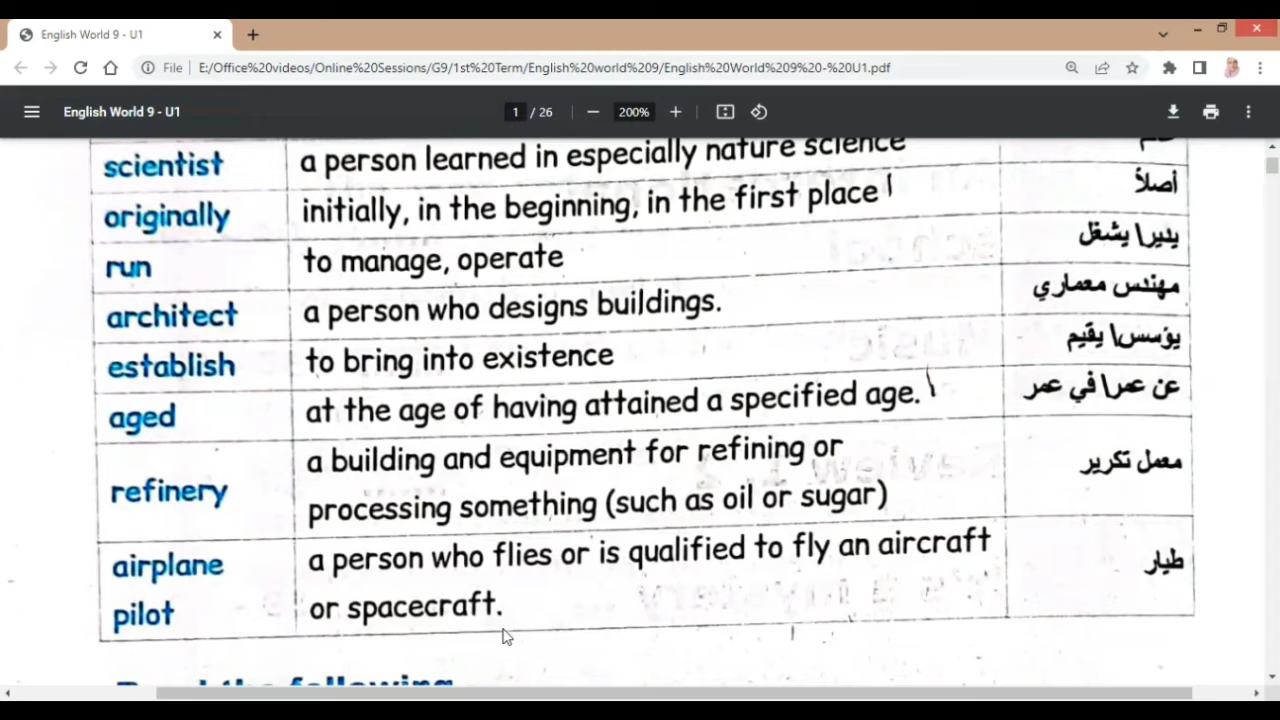 English World 9 - U1
File
E:/Office%20videos/Online%20Sessions/G9/1st%20Term/English%20world%209/English%20World%209%20-%20U1.pdf
English World 9 - U1
1 / 26
200%
scientist a person learned in especially nature science
originally initially, in the beginning, in the first place أصلاً
run to manage, operate يدير\ يشغل
architect a person who designs buildings. مهندس معماري
establish to bring into existence يؤسس\ يقيم
aged at the age of having attained a specified age. عن عمر\ في عمر
refinery a building and equipment for refining or معمل تكرير
processing something (such as oil or sugar)
airplane a person who flies or is qualified to fly an aircraft طيار
pilot or spacecraft.
the following